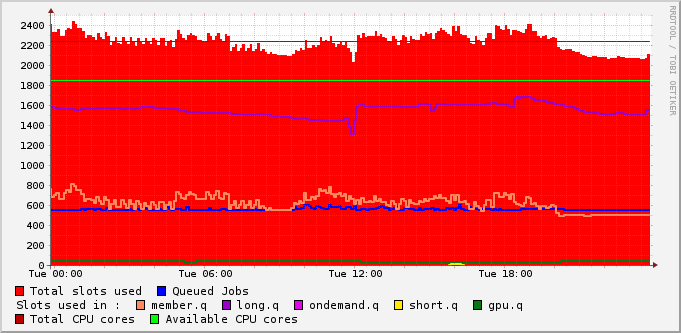 RRDTOOL / TOBI OETIKER
2400
2200
2000
1800
1600
1400
1200
1000
800
600
400
200
0
Tue 00:00 Tue 06:00 Tue 12:00 Tue 18:00
Total slots used Queued Jobs
Slots used in : member.q long.q ondemand.q short.q gpu.q
Total CPU cores Available CPU cores